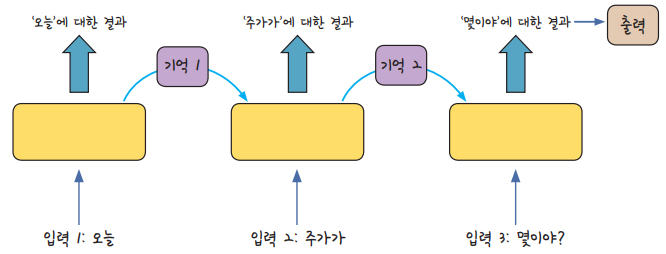 '오늘'에 대한 결과
'주가가'에 대한 결과
'몇이야'에 대한 결과
출력
기억 1
기억 2
입력 1: 오늘
입력 2: 주가가
입력 3: 몇이야?